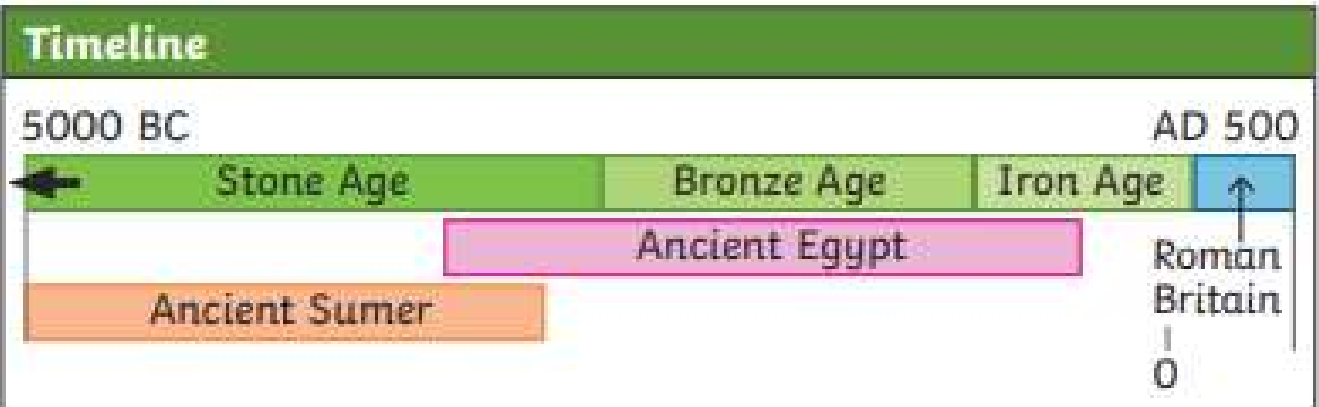 Timeline
5000 BC AD 500
Stone Age Bronze Age Iron Age
Ancient Egypt
Roman
Britain
Ancient Sumer
0